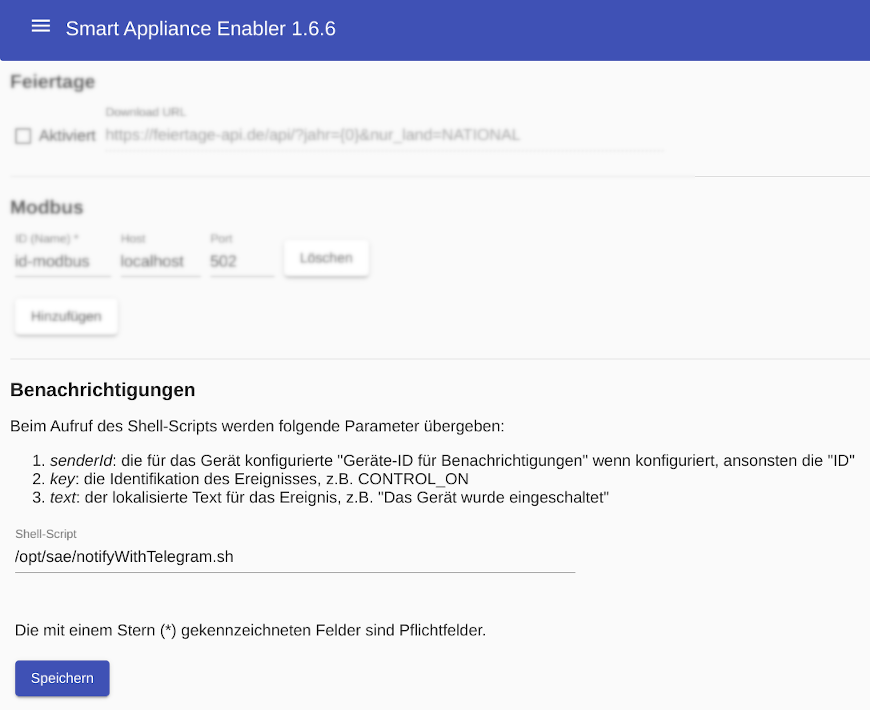 Smart Appliance Enabler 1.6.6
Feiertage
Download URL
Aktiviert https://feiertage-api.de/api/?jahr={0}&nur_land=NATIONAL
Modbus
ID (Name) * Host Port
id-modbus localhost 502 Löschen
Hinzufügen
Benachrichtigungen
Beim Aufruf des Shell-Scripts werden folgende Parameter übergeben:
1. senderId: die für das Gerät konfigurierte "Geräte-ID für Benachrichtigungen" wenn konfiguriert, ansonsten die "ID"
2. key: die Identifikation des Ereignisses, z.B. CONTROL_ON
3. text: der lokalisierte Text für das Ereignis, z.B. "Das Gerät wurde eingeschaltet"
Shell-Script
/opt/sae/notifyWithTelegram.sh
Die mit einem Stern (*) gekennzeichneten Felder sind Pflichtfelder.
Speichern